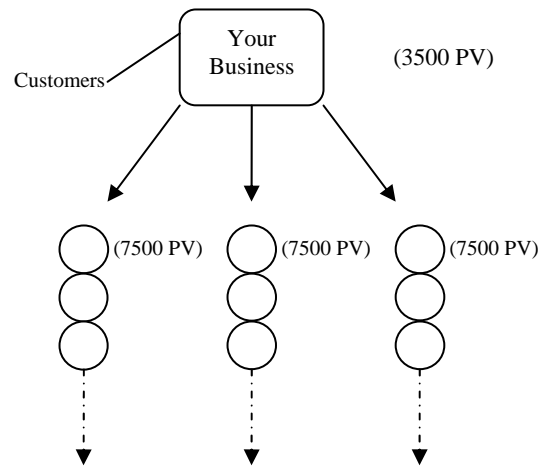 Your
Business
(3500 PV)
Customers
(7500 PV)
(7500 PV)
(7500 PV)